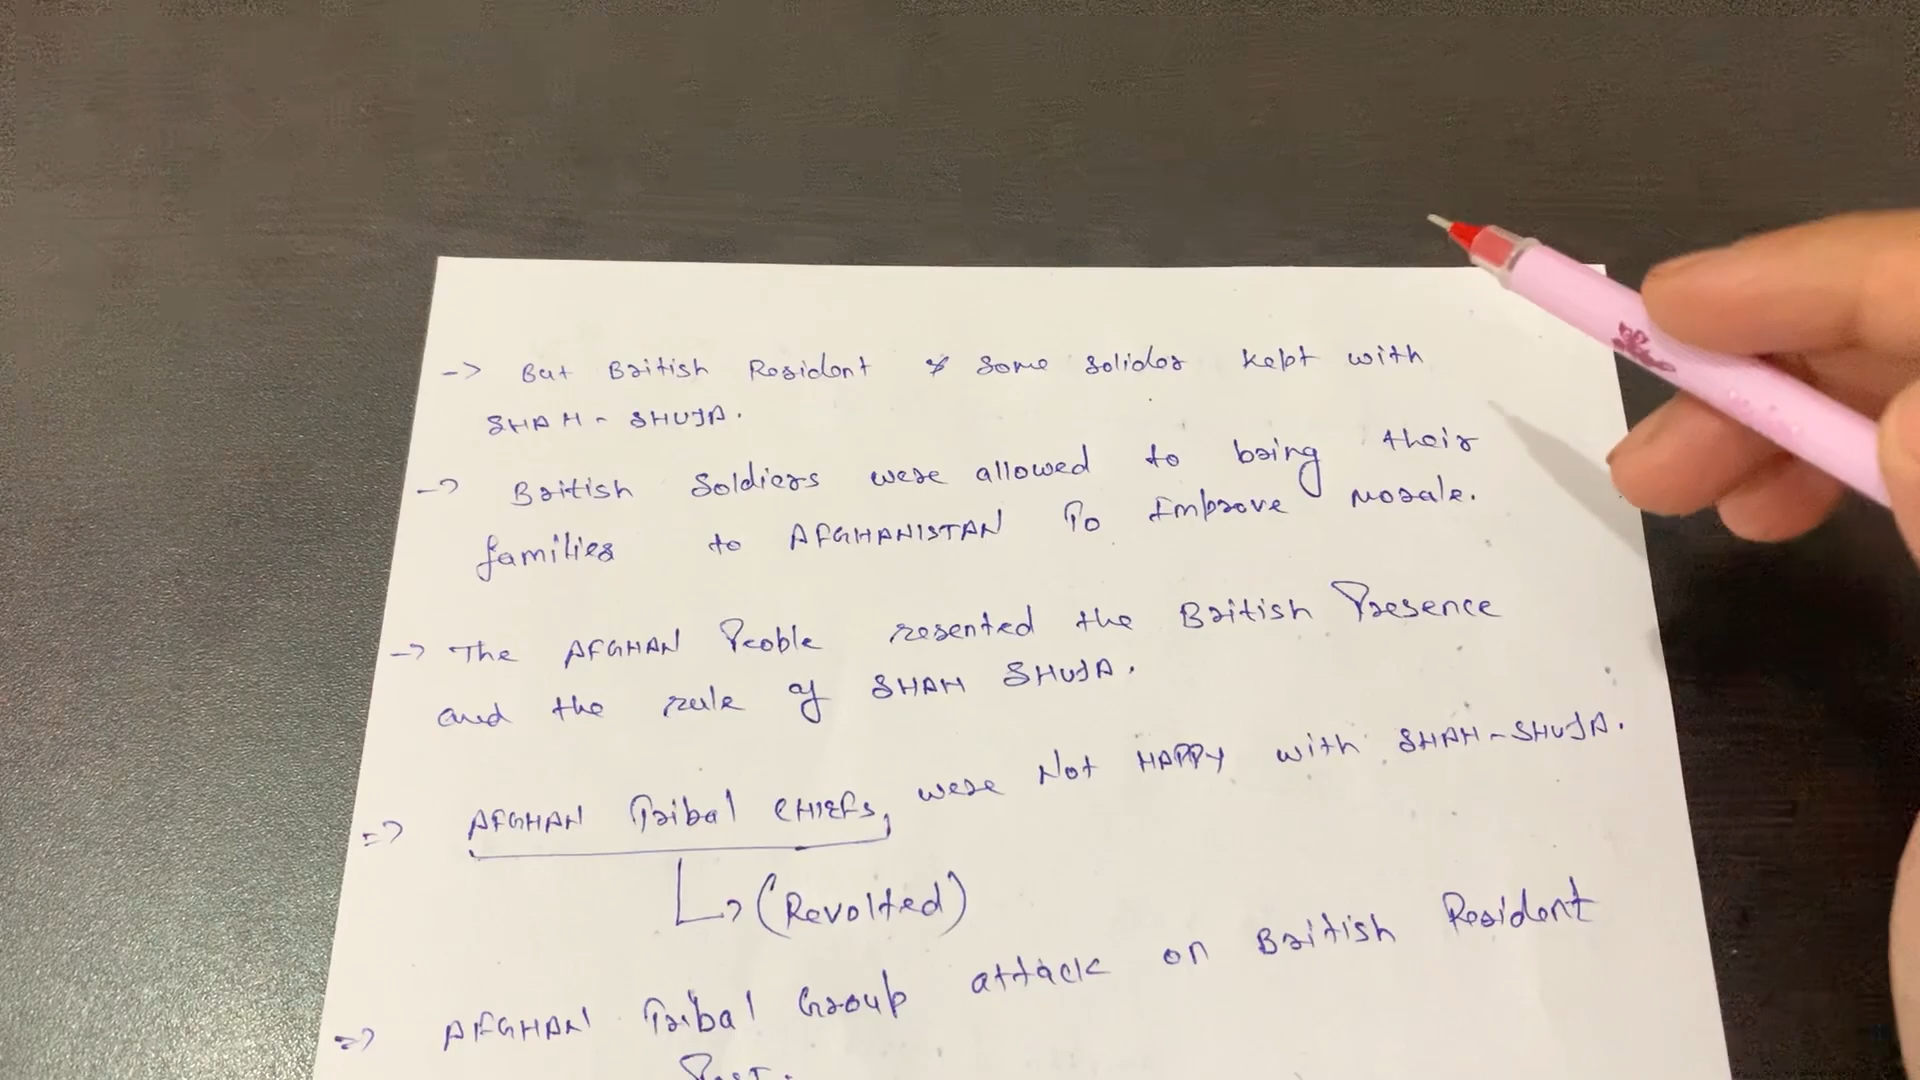 -> But British Resident & some solider kept with
SHAH - SHUJA.
-> British Soldiers were allowed to bring their
families to AFGHANISTAN To Improve Morale.
-> The AFGHAN People resented the British Presence
and the rule of SHAH SHUJA.
=> AFGHAN Tribal CHIEFS, were Not HAPPY with SHAH-SHUJA.
↳ (Revolted)
=> AFGHAN Tribal Group attack on British Resident
Post.